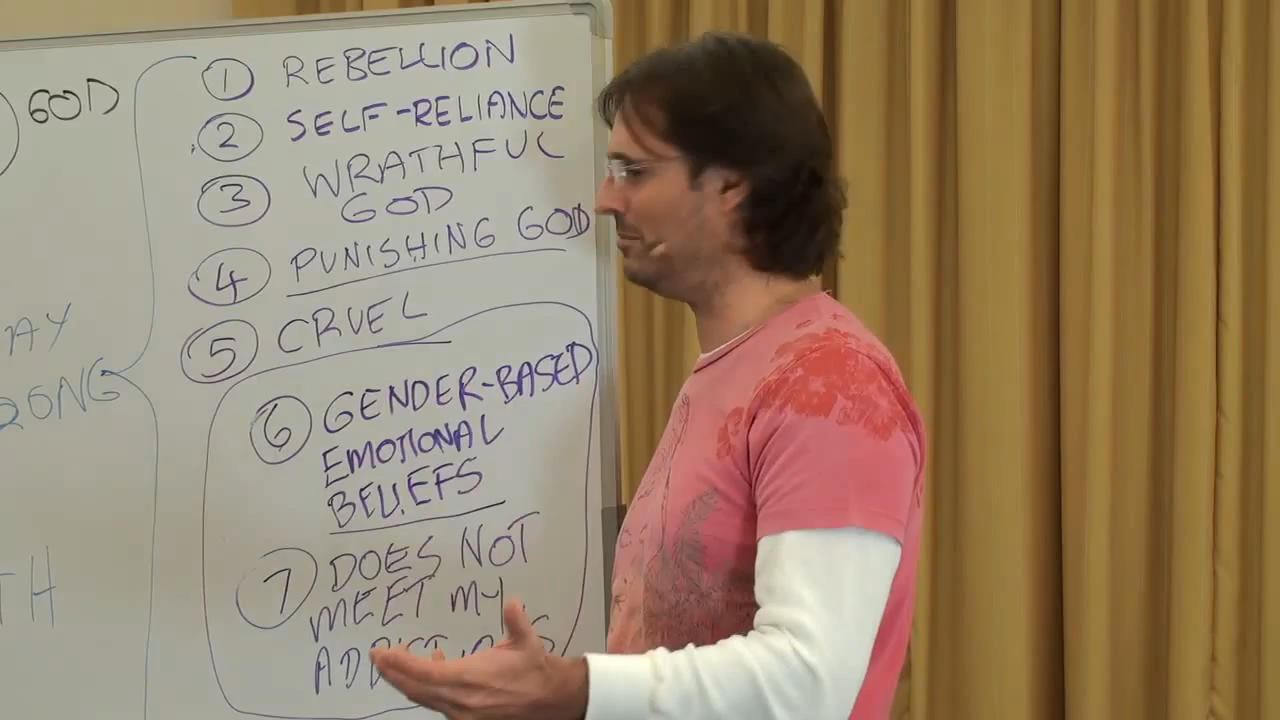 GOD
① REBELLION
② SELF-RELIANCE
③ WRATHFUL
GOD
④ PUNISHING GOD
⑤ CRUEL
⑥ GENDER-BASED
EMOTIONAL
BELIEFS
⑦ DOES NOT
MEET MY